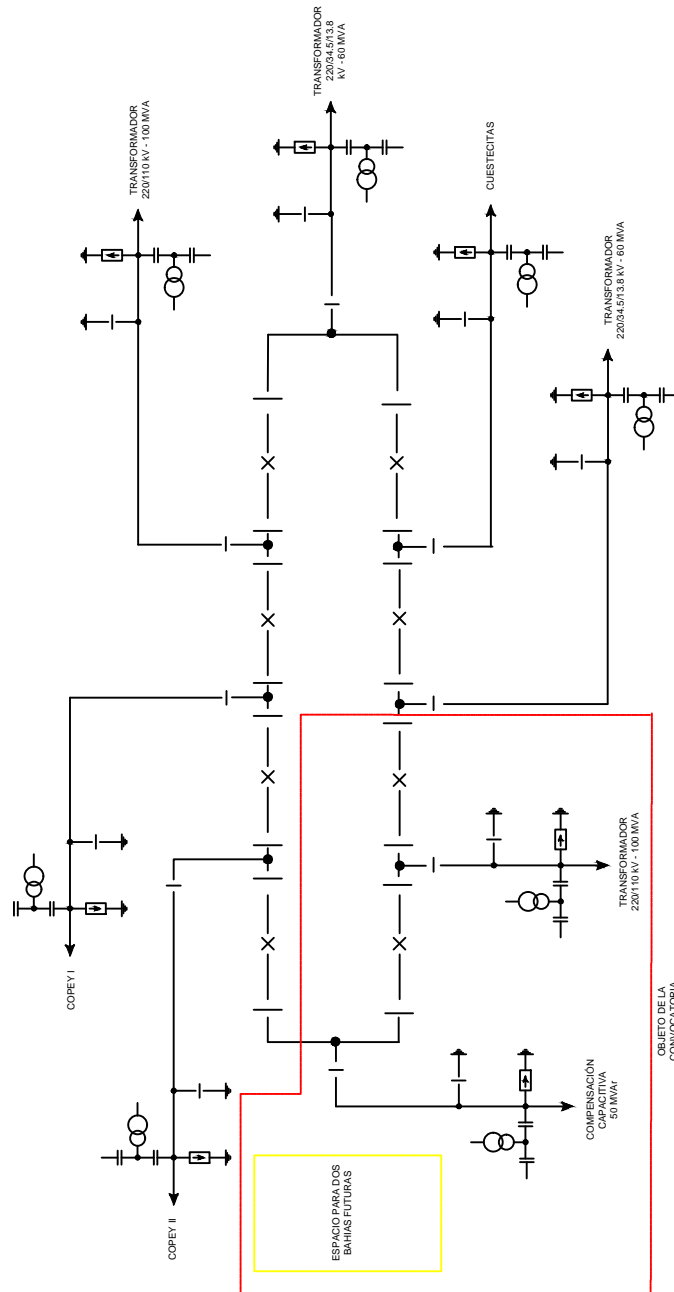 TRANSFORMADOR
220/34.5/13.8
kV - 60 MVA
TRANSFORMADOR
220/110 kV - 100 MVA
CUESTECITAS
TRANSFORMADOR
220/34.5/13.8 kV - 60 MVA
COPEY I
TRANSFORMADOR
220/110 kV - 100 MVA
COPEY II
COMPENSACIÓN
CAPACITIVA
50 MVAr
ESPACIO PARA DOS
BAHIAS FUTURAS
OBJETO DE LA
CONVOCATORIA